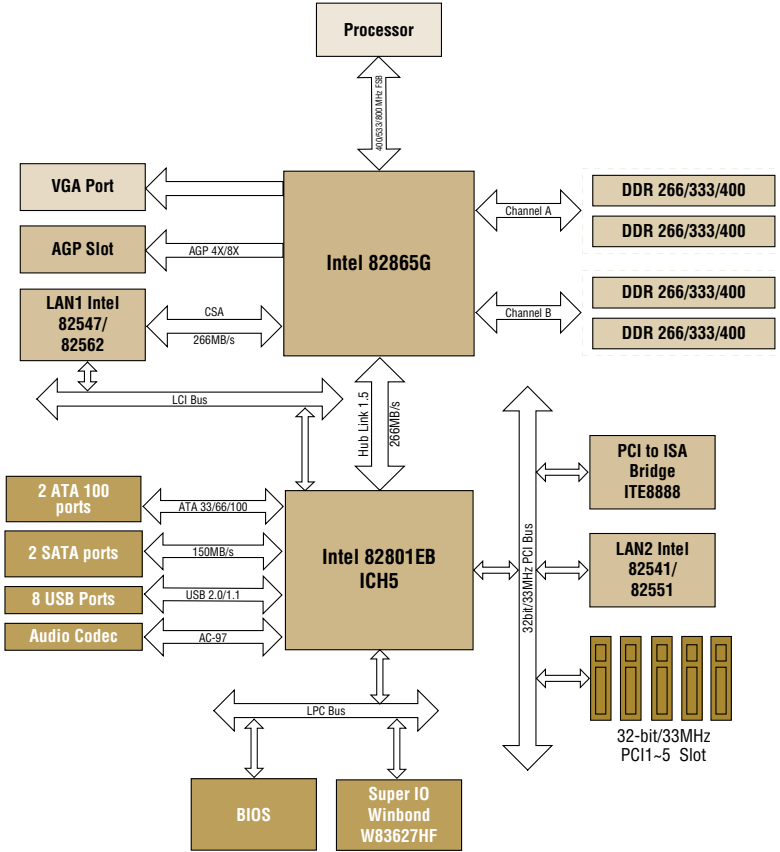 Processor
400/533/800 MHz FSB
VGA Port
AGP Slot
AGP 4X/8X
LAN1 Intel
82547/
82562
CSA
266MB/s
Intel 82865G
Channel A
DDR 266/333/400
DDR 266/333/400
Channel B
DDR 266/333/400
DDR 266/333/400
LCI Bus
Hub Link 1.5
266MB/s
2 ATA 100
ports
ATA 33/66/100
2 SATA ports
150MB/s
8 USB Ports
USB 2.0/1.1
Audio Codec
AC-97
Intel 82801EB
ICH5
32bit/33MHz PCI Bus
PCI to ISA
Bridge
ITE8888
LAN2 Intel
82541/
82551
32-bit/33MHz
PCI1~5 Slot
LPC Bus
BIOS
Super IO
Winbond
W83627HF